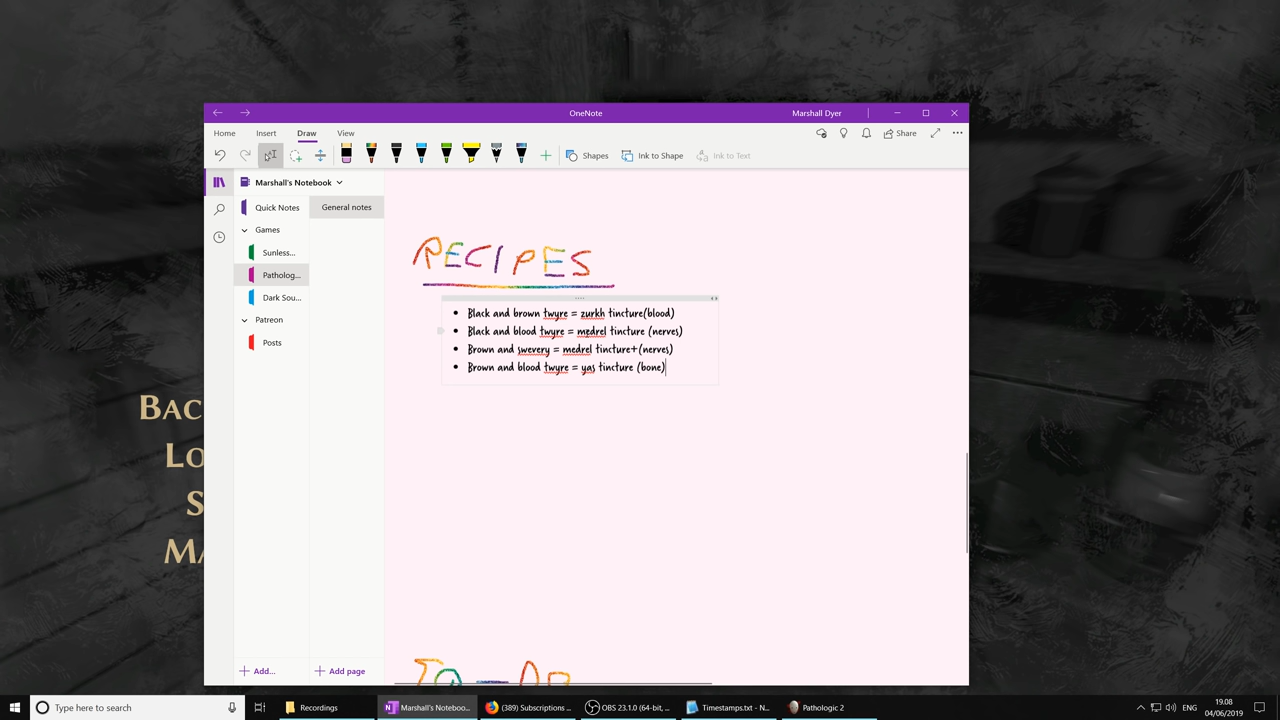 OneNote
Marshall Dyer
Home
Insert
Draw
View
Share
Shapes
Ink to Shape
Ink to Text
Marshall's Notebook
Quick Notes
General notes
Games
Sunless...
Patholog...
Dark Sou...
Patreon
Posts
RECIPES
Black and brown twyre = zurkh tincture(blood)
Black and blood twyre = medrel tincture (nerves)
Brown and swevery = medrel tincture+(nerves)
Brown and blood twyre = yas tincture (bone)
Add...
Add page
Type here to search
Recordings
Marshall's Noteboo...
(389) Subscriptions ...
OBS 23.1.0 (64-bit, ...
Timestamps.txt - N...
Pathologic 2
ENG
19.08
04/06/2019